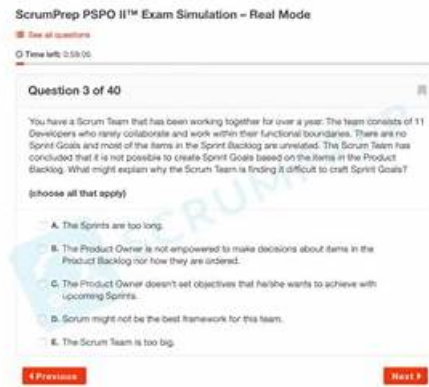 ScrumPrep PSPO II™ Exam Simulation – Real Mode
See all questions
Time left: 0:59:06
Question 3 of 40
You have a Scrum Team that has been working together for over a year. The team consists of 11
Developers who rarely collaborate and work within their functional boundaries. There are no
Sprint Goals and most of the items in the Sprint Backlog are unrelated. This Scrum Team has
concluded that it is not possible to create Sprint Goals based on the items in the Product
Backlog. What might explain why the Scrum Team is finding it difficult to craft Sprint Goals?
(choose all that apply)
A. The Sprints are too long.
B. The Product Owner is not empowered to make decisions about items in the
Product Backlog nor how they are ordered.
C. The Product Owner doesn't set objectives that he/she wants to achieve with
upcoming Sprints.
D. Scrum might not be the best framework for this team.
E. The Scrum Team is too big.
Previous
Next
SCRUM